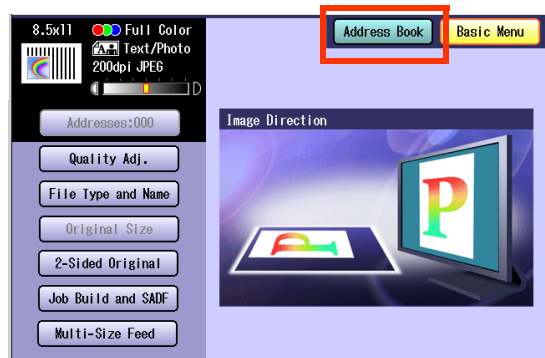 8.5x11 Full Color
Text/Photo
200dpi JPEG
Address Book
Basic Menu
Addresses:000
Quality Adj.
File Type and Name
Original Size
2-Sided Original
Job Build and SADF
Multi-Size Feed
Image Direction
P
P